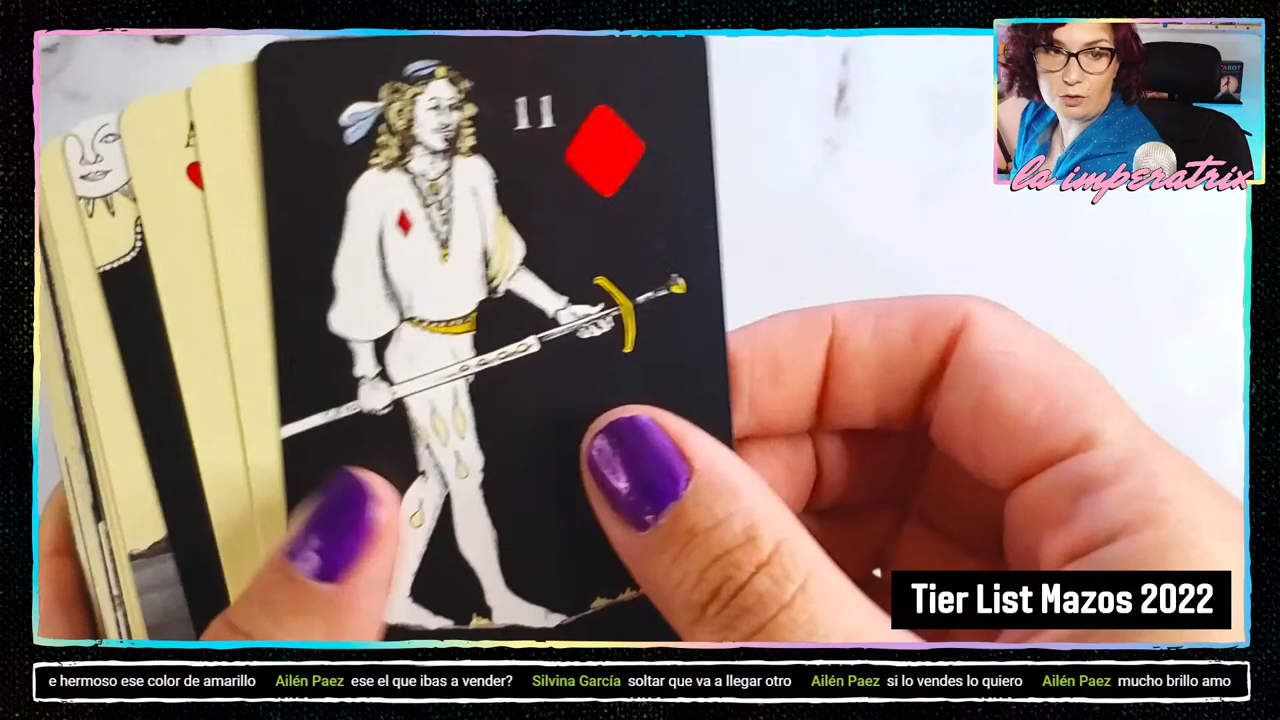 11
A
TAROT
la imperatrix
Tier List Mazos 2022
e hermoso ese color de amarillo Ailén Paez ese el que ibas a vender? Silvina García soltar que va a llegar otro Ailén Paez si lo vendes lo quiero Ailén Paez mucho brillo amo